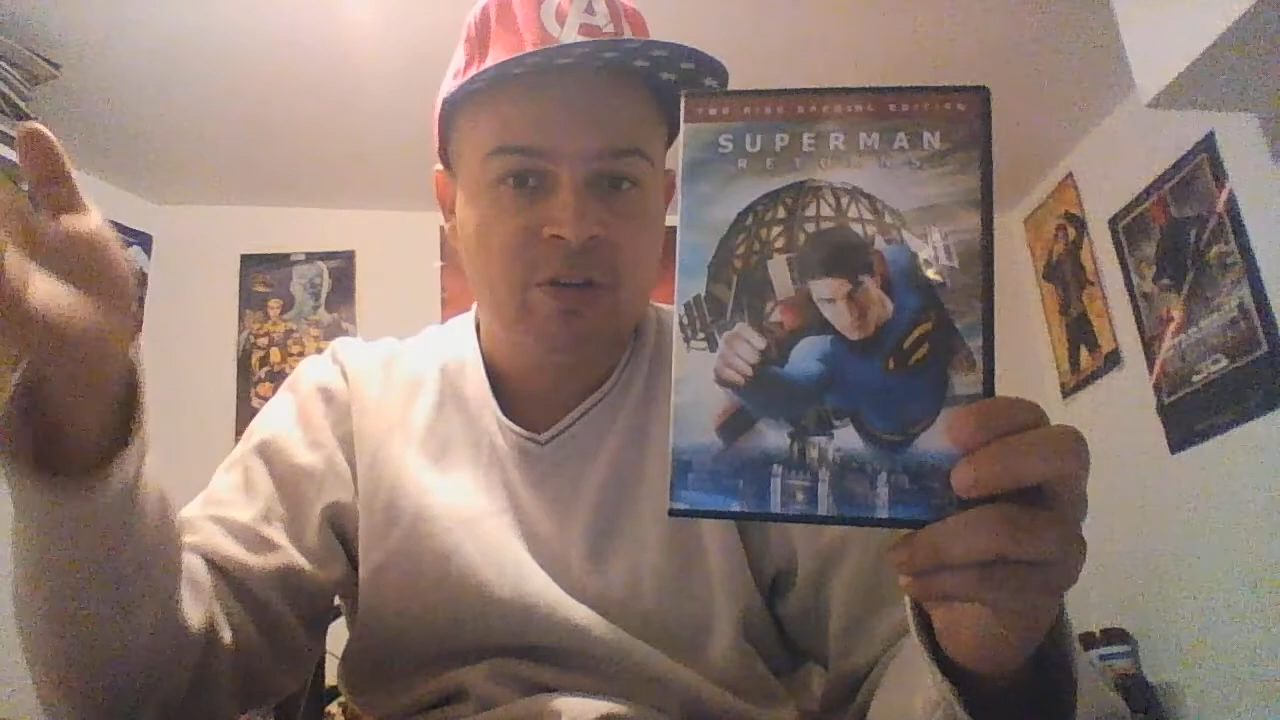 A
TWO-DISC SPECIAL EDITION
SUPERMAN
RETURNS